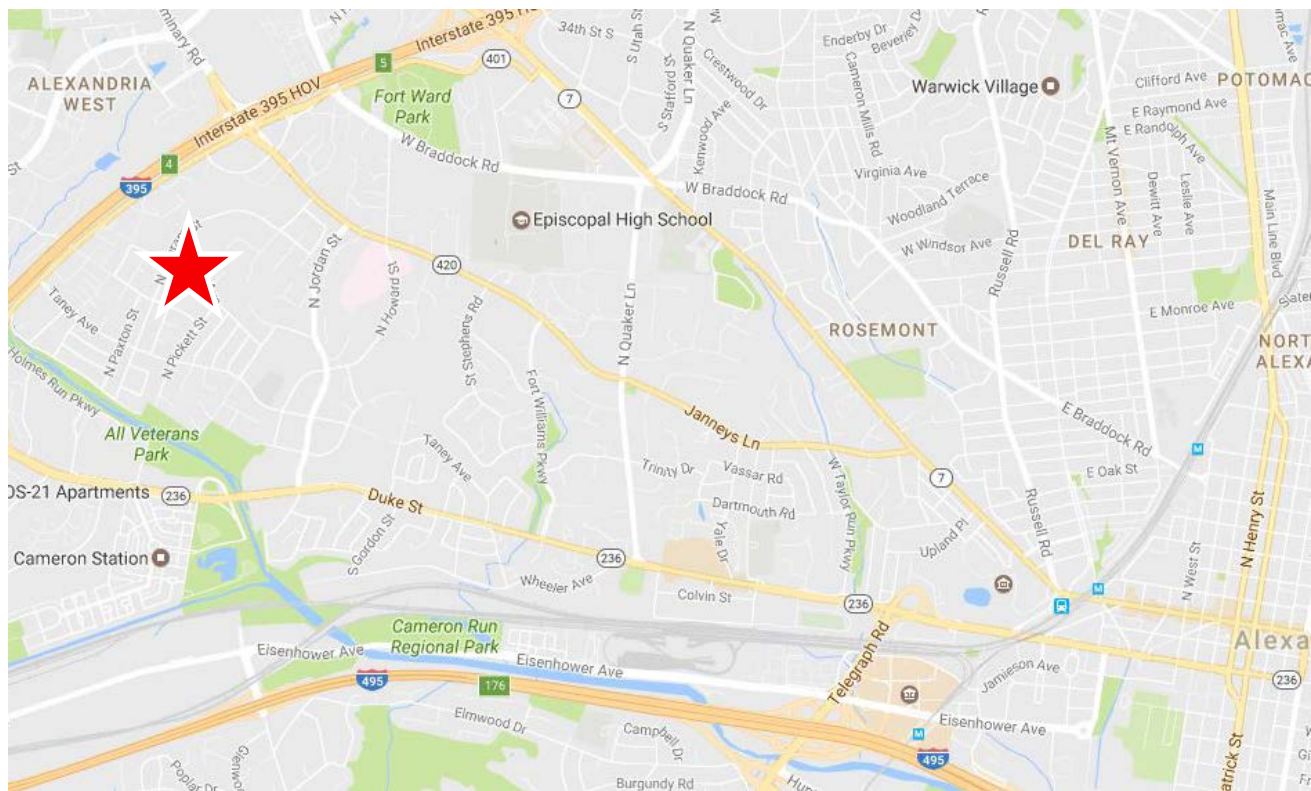 Interstate 395 HOV
34th St S
S Utah St
N Quaker Ln
Enderby Dr
Beverley Dr
ALEXANDRIA
WEST
5
401
7
Fort Ward
Park
S Stafford St
Crestwood Dr
Kenwood Ave
Cameron Mills Rd
Warwick Village
Clifford Ave
E Raymond Ave
E Randolph Ave
Interstate 395 HOV
4
395
W Braddock Rd
W Braddock Rd
Virginia Ave
Woodland Terrace
W Windsor Ave
Russell Rd
Mt Vernon Ave
Dewitt Ave
Leslie Ave
Main Line Blvd
DEL RAY
Episcopal High School
420
N Jordan St
N Howard St
St Stephens Rd
N Quaker Ln
ROSEMONT
E Monroe Ave
Taney Ave
N Paxton St
N Pickett St
Holmes Run Pkwy
Fort Williams Pkwy
Janneys Ln
E Braddock Rd
M
All Veterans
Park
Taney Ave
Trinity Dr
Vassar Rd
Dartmouth Rd
Yale Dr
W Taylor Run Pkwy
7
E Oak St
Apartments
236
Duke St
Upland Pl
Russell Rd
N Henry St
N West St
Cameron Station
S Gordon St
236
Wheeler Ave
Colvin St
236
M
Cameron Run
Regional Park
Eisenhower Ave
Eisenhower Ave
Telegraph Rd
Jamieson Ave
236
495
176
Elmwood Dr
Campbell Dr
Eisenhower Ave
M
495
Burgundy Rd